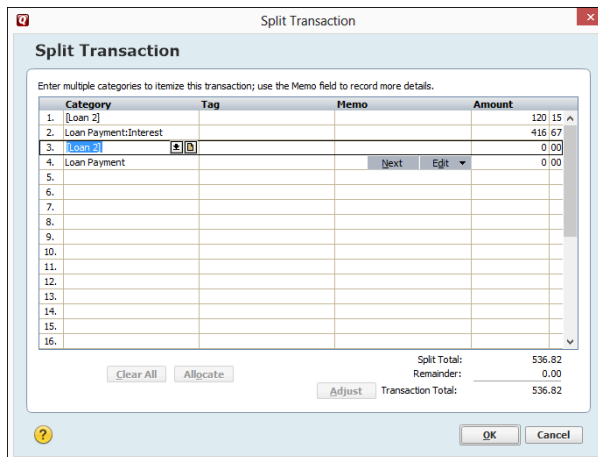 Split Transaction
Split Transaction
Enter multiple categories to itemize this transaction; use the Memo field to record more details.
Category Tag Memo Amount
1. [Loan 2] 120 15
2. Loan Payment:Interest 416 67
3. [Loan 2] 0 00
4. Loan Payment Next Edit 0 00
5.
6.
7.
8.
9.
10.
11.
12.
13.
14.
15.
16.
Split Total: 536.82
Clear All Allocate Remainder: 0.00
Adjust Transaction Total: 536.82
? OK Cancel